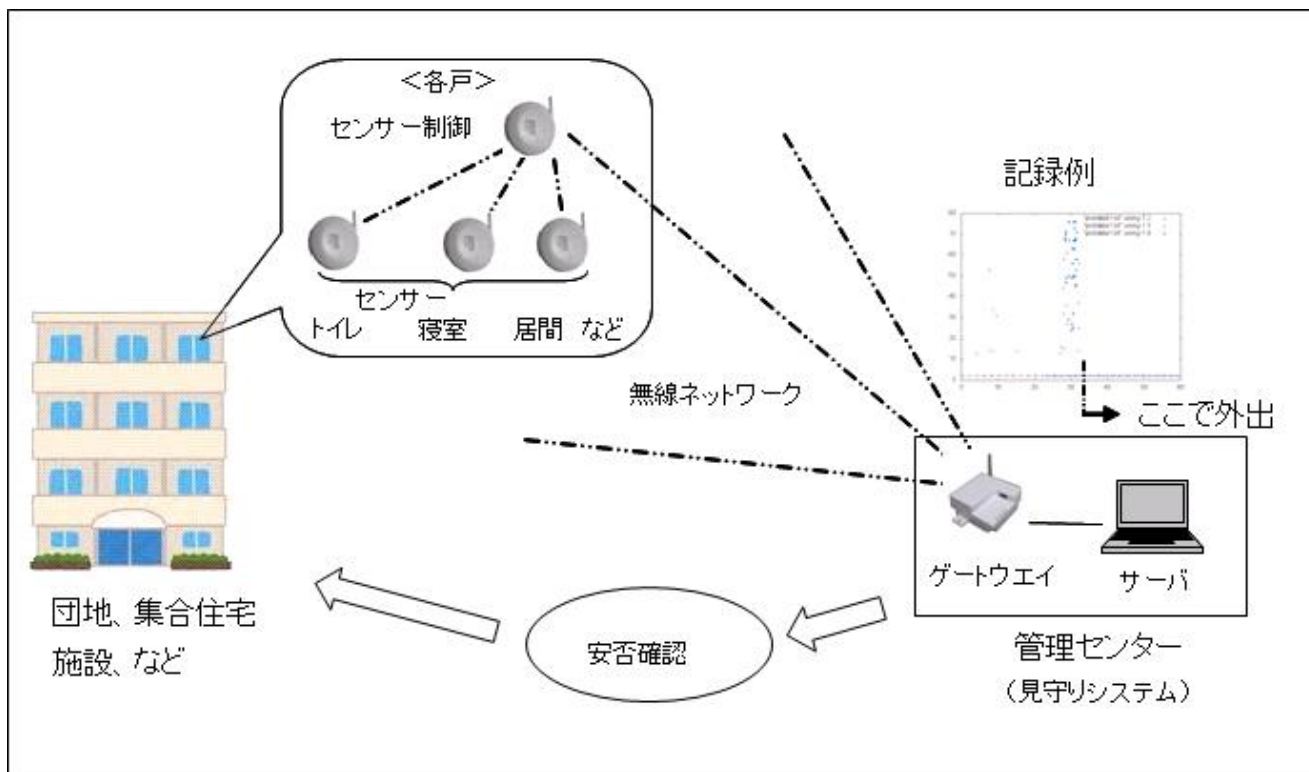 <各戸>
センサー制御
センサー
トイレ 寝室 居間 など
無線ネットワーク
記録例
ここで外出
ゲートウエイ サーバ
管理センター
(見守りシステム)
安否確認
団地、集合住宅
施設、など